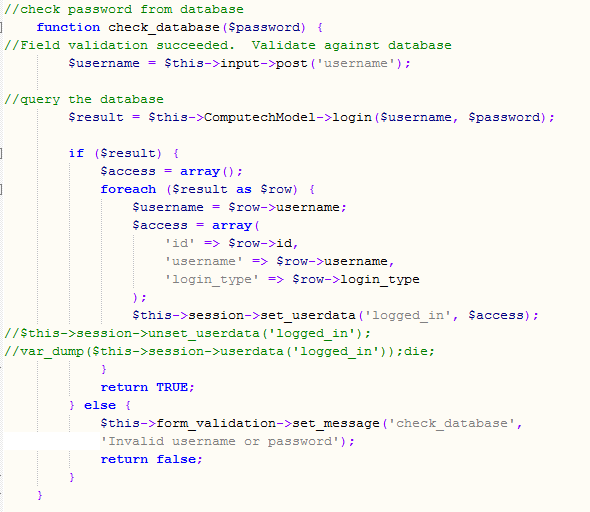 //check password from database
function check_database($password) {
//Field validation succeeded.  Validate against database
$username = $this->input->post('username');
//query the database
$result = $this->ComputechModel->login($username, $password);
if ($result) {
$access = array();
foreach ($result as $row) {
$username = $row->username;
$access = array(
'id' => $row->id,
'username' => $row->username,
'login_type' => $row->login_type
);
$this->session->set_userdata('logged_in', $access);
//$this->session->unset_userdata('logged_in');
//var_dump($this->session->userdata('logged_in'));die;
}
return TRUE;
} else {
$this->form_validation->set_message('check_database',
'Invalid username or password');
return false;
}
}